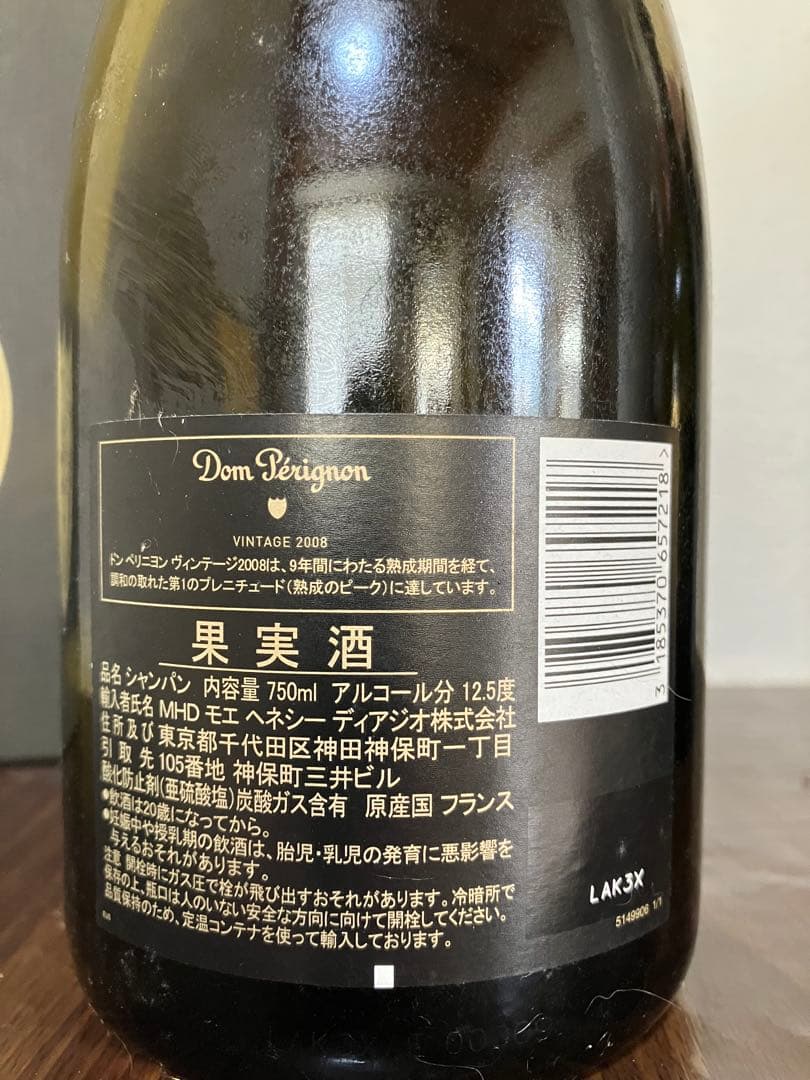 Dom Pérignon
VINTAGE 2008
ドン ペリニヨン ヴィンテージ2008は、9年間にわたる熟成期間を経て、
調和の取れた第1のプレニチュード（熟成のピーク）に達しています。
果実酒
品名 シャンパン 内容量 750ml アルコール分 12.5度
輸入者氏名 MHD モエ ヘネシー ディアジオ株式会社
住所及び 東京都千代田区神田神保町一丁目
引取先 105番地 神保町三井ビル
酸化防止剤(亜硫酸塩)炭酸ガス含有 原産国 フランス
●飲酒は20歳になってから。
●妊娠中や授乳期の飲酒は、胎児・乳児の発育に悪影響を
与えるおそれがあります。
注意 開栓時にガス圧で栓が飛び出すおそれがあります。冷暗所で
保存の上、瓶口は人のいない安全な方向に向けて開栓してください。
品質保持のため、定温コンテナを使って輸入しております。
3 185370 657218 >
LAK3X
5149906 1/1